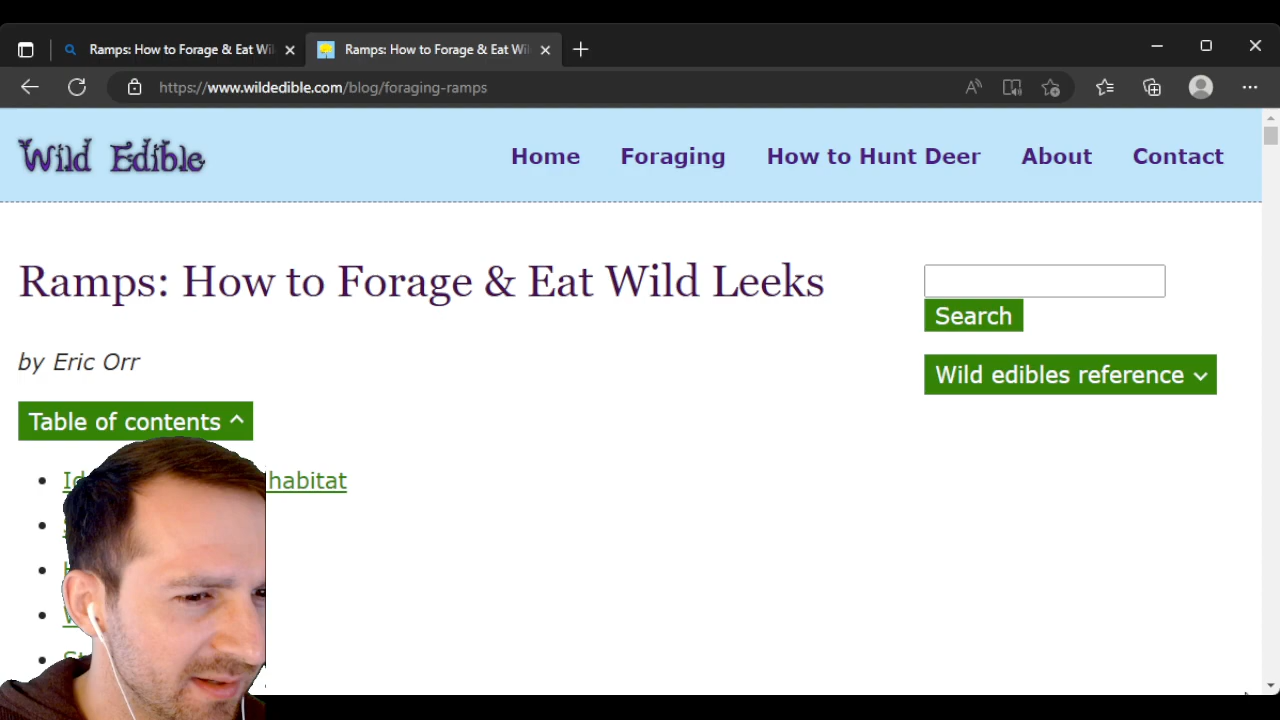 Ramps: How to Forage & Eat Wil
Ramps: How to Forage & Eat Wil
https://www.wildedible.com/blog/foraging-ramps
Wild Edible
Home
Foraging
How to Hunt Deer
About
Contact
Ramps: How to Forage & Eat Wild Leeks
Search
by Eric Orr
Wild edibles reference
Table of contents
habitat